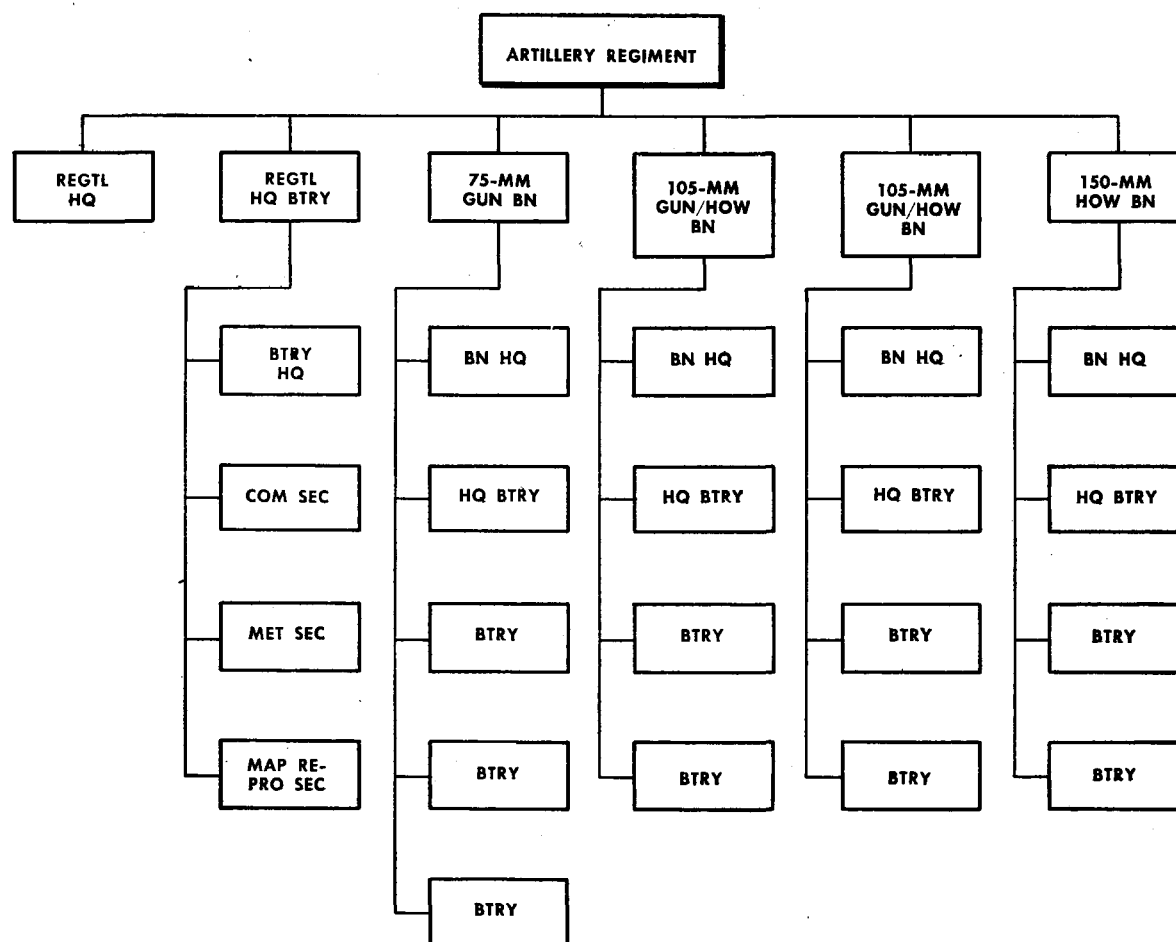 ARTILLERY REGIMENT
REGTL
HQ
REGTL
HQ BTRY
75-MM
GUN BN
105-MM
GUN/HOW
BN
105-MM
GUN/HOW
BN
150-MM
HOW BN
BTRY
HQ
BN HQ
BN HQ
BN HQ
BN HQ
COM SEC
HQ BTRY
HQ BTRY
HQ BTRY
HQ BTRY
MET SEC
BTRY
BTRY
BTRY
BTRY
MAP RE-
PRO SEC
BTRY
BTRY
BTRY
BTRY
BTRY